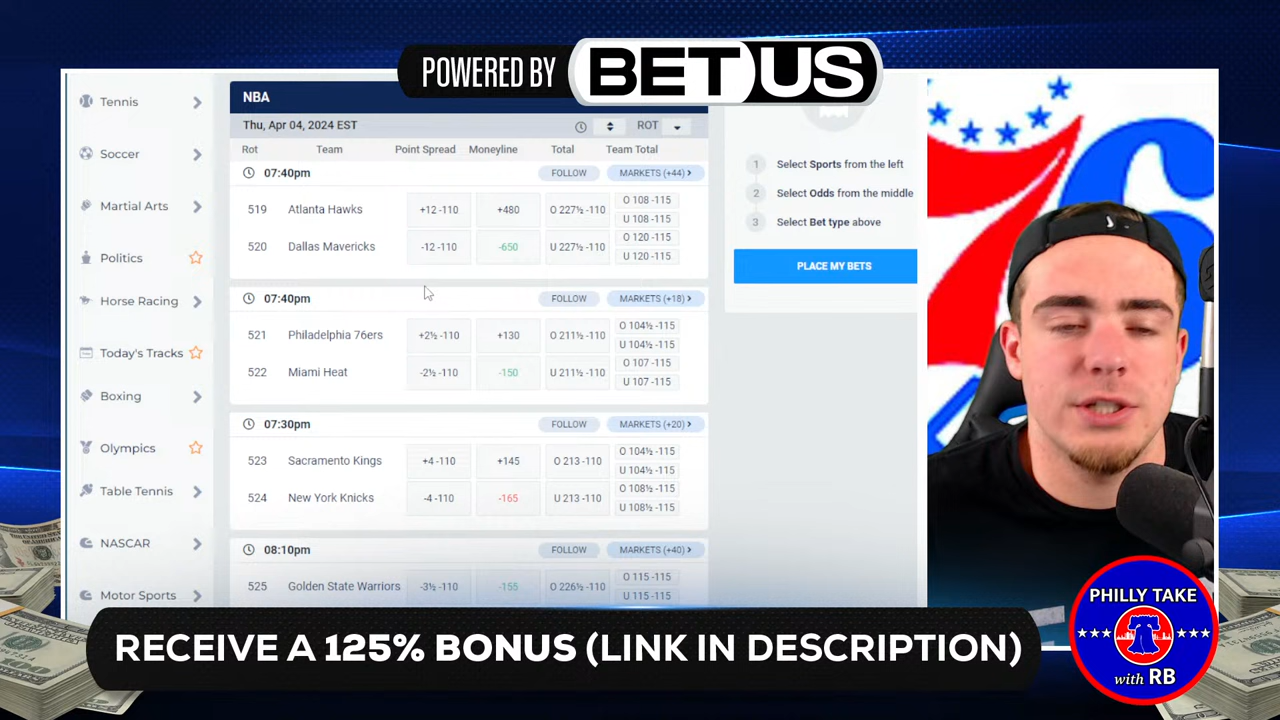 POWERED BY BETUS
Tennis
Soccer
Martial Arts
Politics
Horse Racing
Today's Tracks
Boxing
Olympics
Table Tennis
NASCAR
Motor Sports
NBA
Thu, Apr 04, 2024 EST ROT
Rot Team Point Spread Moneyline Total Team Total
07:40pm FOLLOW MARKETS (+44)
519 Atlanta Hawks +12 -110 +480 O 227½ -110 O 108 -115
U 108 -115
520 Dallas Mavericks -12 -110 -650 U 227½ -110 O 120 -115
U 120 -115
07:40pm FOLLOW MARKETS (+18)
521 Philadelphia 76ers +2½ -110 +130 O 211½ -110 O 104½ -115
U 104½ -115
522 Miami Heat -2½ -110 -150 U 211½ -110 O 107 -115
U 107 -115
07:30pm FOLLOW MARKETS (+20)
523 Sacramento Kings +4 -110 +145 O 213 -110 O 104½ -115
U 104½ -115
524 New York Knicks -4 -110 -165 U 213 -110 O 108½ -115
U 108½ -115
08:10pm FOLLOW MARKETS (+40)
525 Golden State Warriors -3½ -110 -155 O 226½ -110 O 115 -115
U 115 -115
1 Select Sports from the left
2 Select Odds from the middle
3 Select Bet type above
PLACE MY BETS
76
RECEIVE A 125% BONUS (LINK IN DESCRIPTION)
PHILLY TAKE
with RB